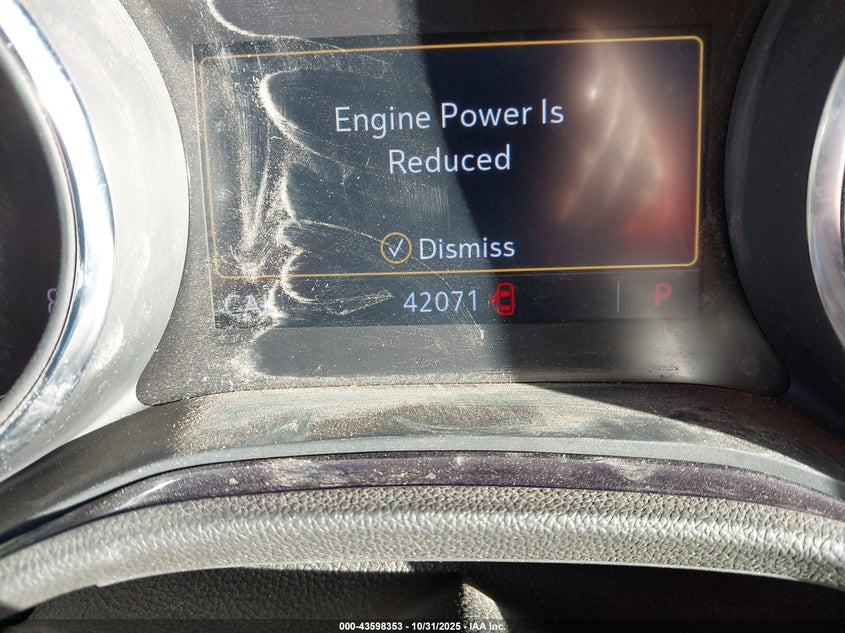 Engine Power Is
Reduced
Dismiss
42071 P
000-43598353 - 10/31/2025 - IAA Inc.